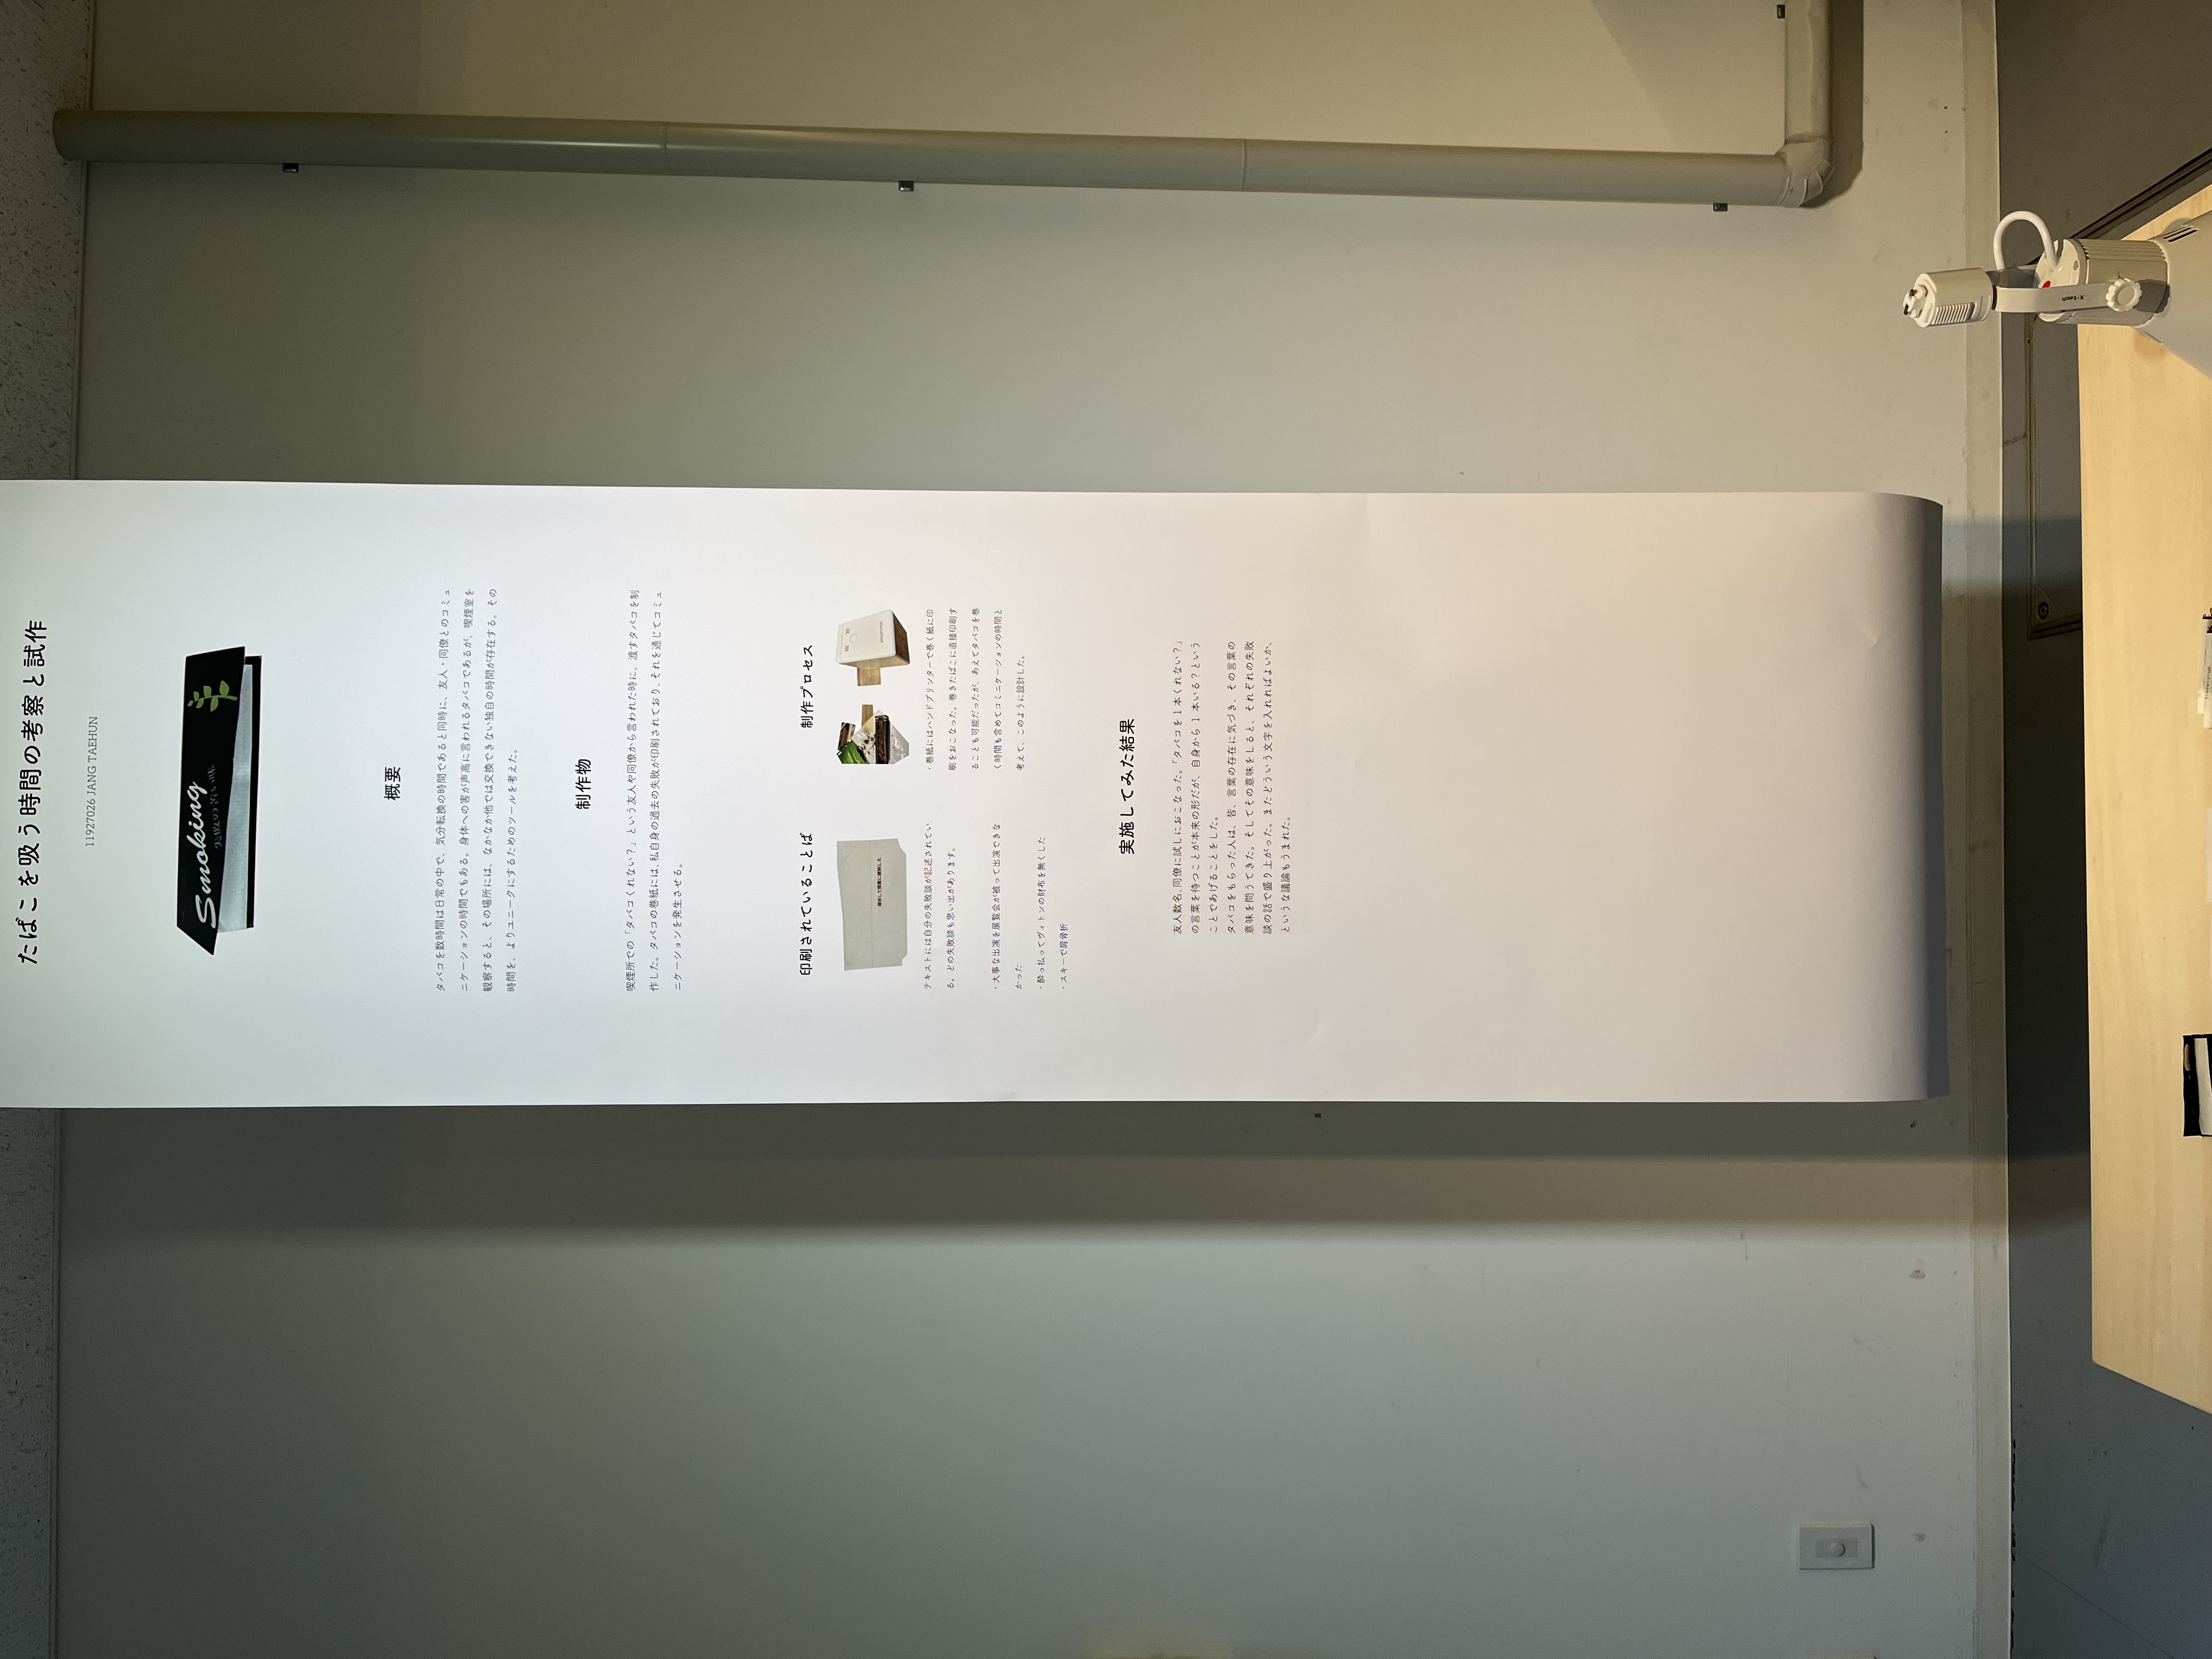 たばこを吸う時間の考察と試作
11927026 JANG TAEHUN
Smoking
失敗の苦い味
概要
タバコを数時間は日常の中で、気分転換の時間であると同時に、友人・同僚とのコミュ
ニケーションの時間でもある。身体への害が声高に言われるタバコであるが、喫煙室を
観察すると、その場所には、なかなか他では交換できない独自の時間が存在する。その
時間を、よりユニークにするためのツールを考えた。
制作物
喫煙所での「タバコくれない？」という友人や同僚から言われた時に、渡すタバコを制
作した。タバコの巻紙には、私自身の過去の失敗が印刷されており、それを通じてコミュ
ニケーションを発生させる。
印刷されていることば
テキストには自分の失敗談が記述されてい
る。どの失敗談も思い出があります。
・大事な出演を展覧会が被って出演できな
かった
・酔っ払ってヴィトンの財布を無くした
・スキーで肩骨折
制作プロセス
・巻紙にはハンドプリンターで巻く紙に印
刷をおこなった。巻きたばこに直接印刷す
ることも可能だったが、あえてタバコを巻
く時間も含めてコミニケーションの時間と
考えて、このように設計した。
実施してみた結果
友人数名、同僚に試しにおこなった。「タバコを1本くれない？」
の言葉を待つことが本来の形だが、自身から 1 本いる？という
ことであげることをした。
タバコをもらった人は、皆、言葉の存在に気づき、その言葉の
意味を問うてきた。そしてその意味をしると、それぞれの失敗
談の話で盛り上がった。またどういう文字を入れればよいか、
というな議論もうまれた。
X-tech